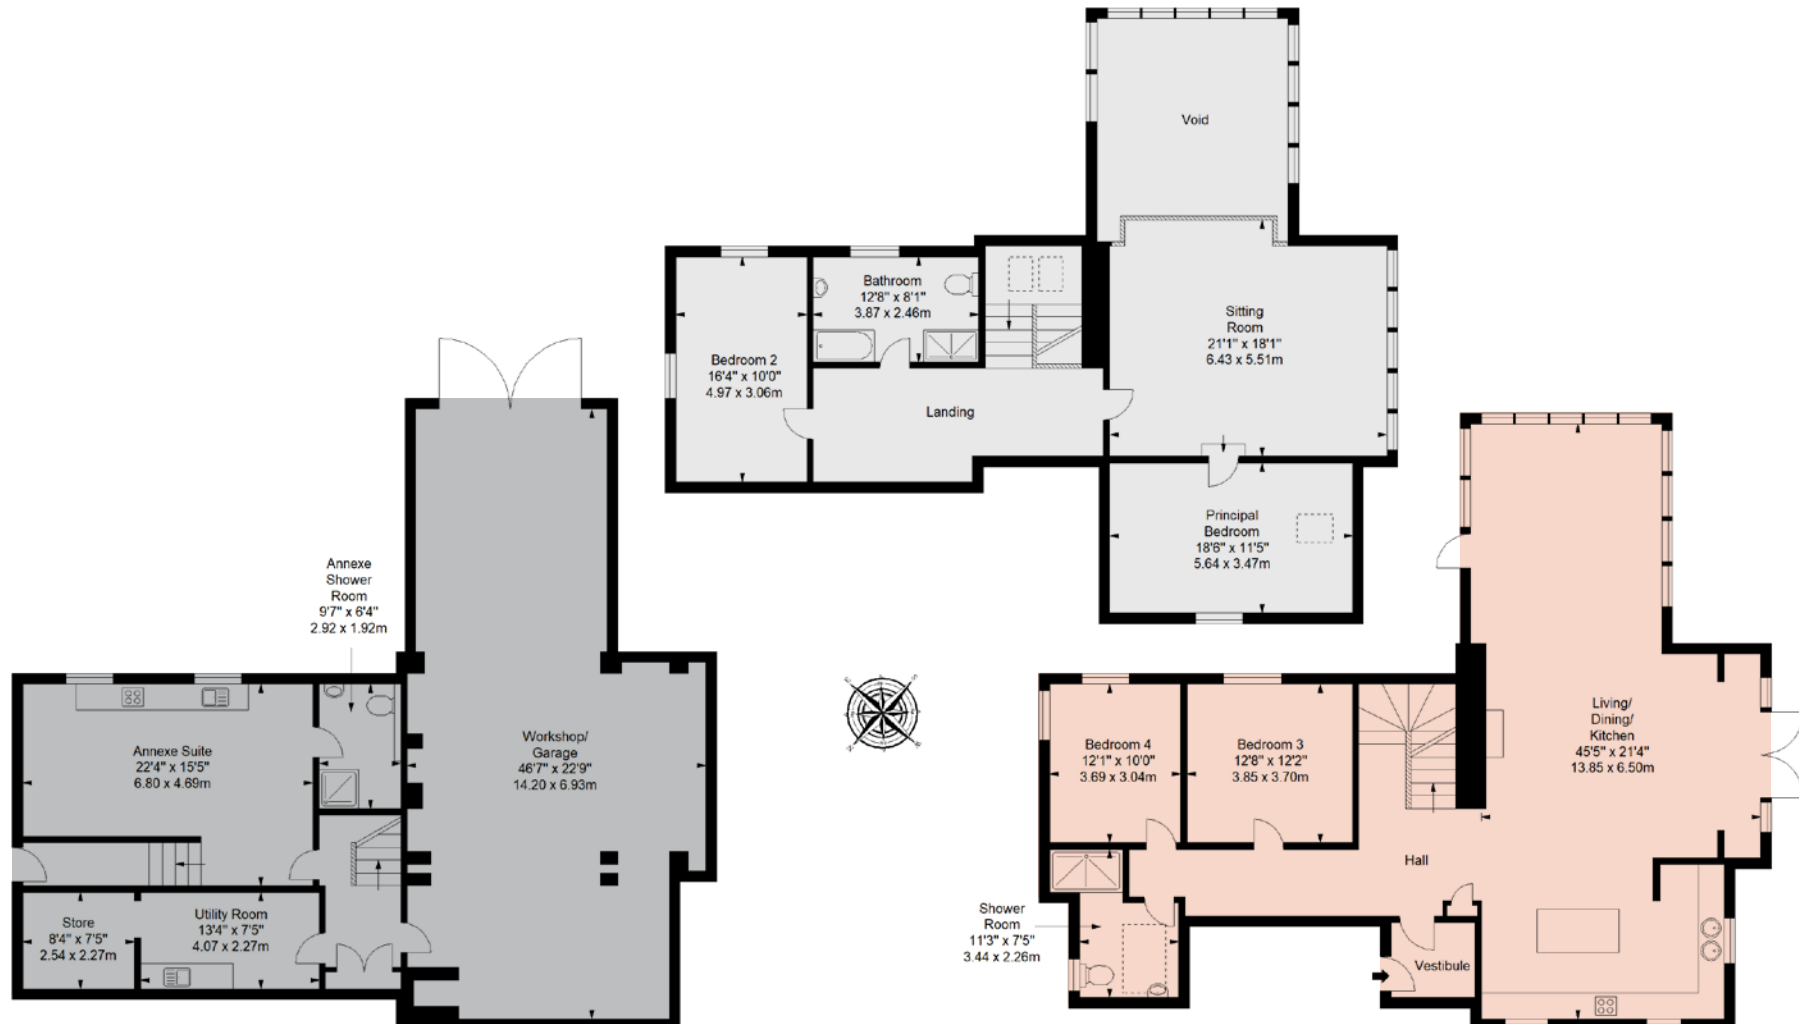 Void
Bathroom
12'8" x 8'1"
3.87 x 2.46m
Sitting
Room
21'1" x 18'1"
6.43 x 5.51m
Bedroom 2
16'4" x 10'0"
4.97 x 3.06m
Landing
Principal
Bedroom
18'6" x 11'5"
5.64 x 3.47m
Annexe
Shower
Room
9'7" x 6'4"
2.92 x 1.92m
Annexe Suite
22'4" x 15'5"
6.80 x 4.69m
Workshop/
Garage
46'7" x 22'9"
14.20 x 6.93m
Store
8'4" x 7'5"
2.54 x 2.27m
Utility Room
13'4" x 7'5"
4.07 x 2.27m
Living/
Dining/
Kitchen
45'5" x 21'4"
13.85 x 6.50m
Bedroom 4
12'1" x 10'0"
3.69 x 3.04m
Bedroom 3
12'8" x 12'2"
3.85 x 3.70m
Hall
Shower
Room
11'3" x 7'5"
3.44 x 2.26m
Vestibule